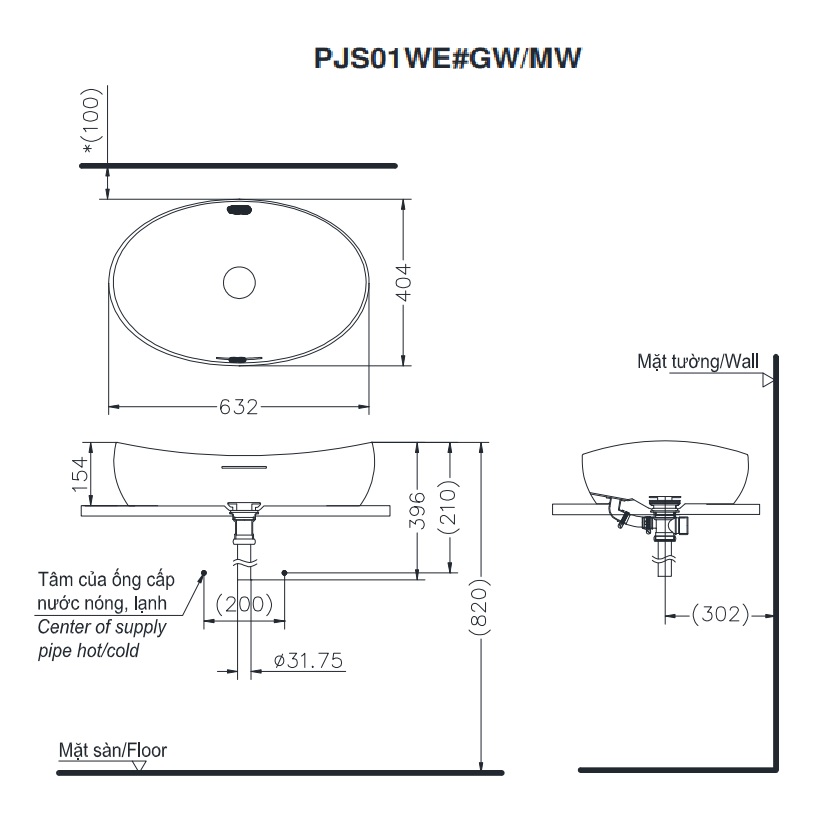 PJS01WE#GW/MW
*(100)
404
632
Mặt tường/Wall
154
396
(210)
(820)
Tâm của ống cấp
nước nóng, lạnh
Center of supply
pipe hot/cold
(200)
(302)
ø31.75
Mặt sàn/Floor